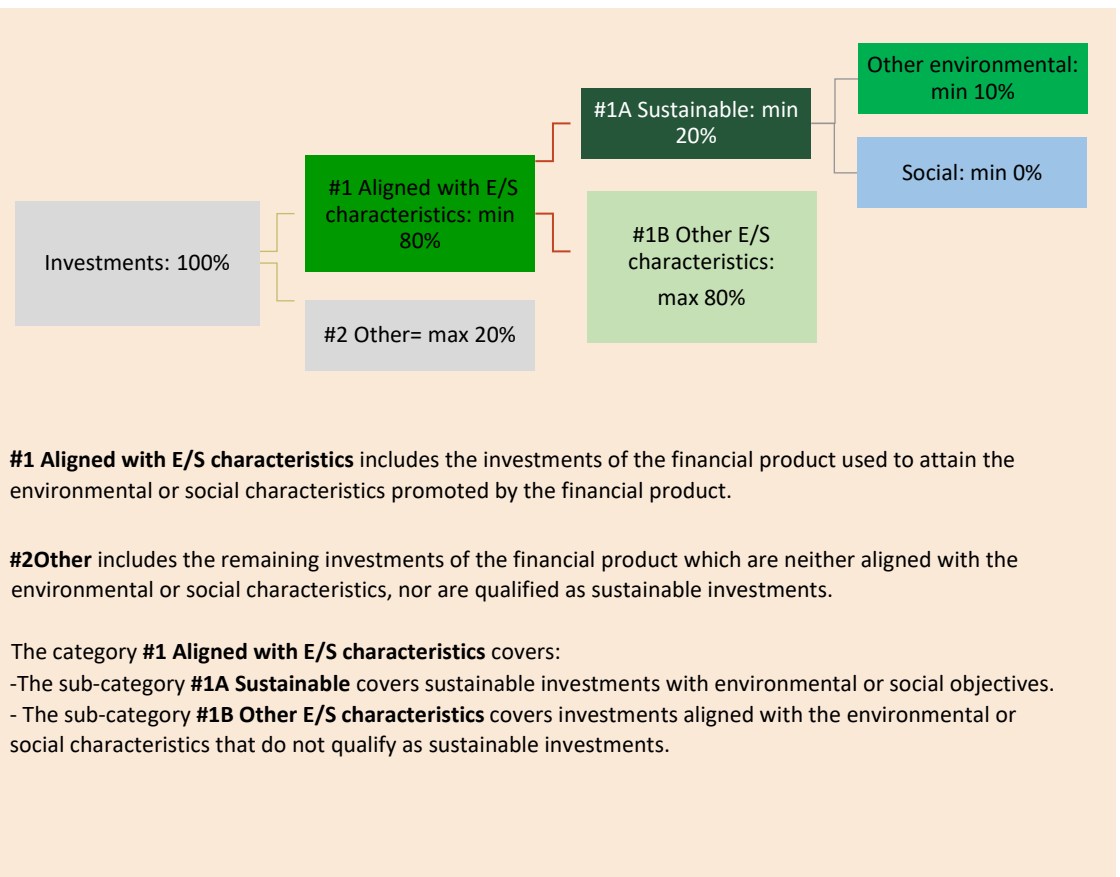 Investments: 100%
#1 Aligned with E/S
characteristics: min
80%
#2 Other= max 20%
#1A Sustainable: min
20%
#1B Other E/S
characteristics:
max 80%
Other environmental:
min 10%
Social: min 0%
#1 Aligned with E/S characteristics includes the investments of the financial product used to attain the
environmental or social characteristics promoted by the financial product.
#2Other includes the remaining investments of the financial product which are neither aligned with the
environmental or social characteristics, nor are qualified as sustainable investments.
The category #1 Aligned with E/S characteristics covers:
-The sub-category #1A Sustainable covers sustainable investments with environmental or social objectives.
- The sub-category #1B Other E/S characteristics covers investments aligned with the environmental or
social characteristics that do not qualify as sustainable investments.